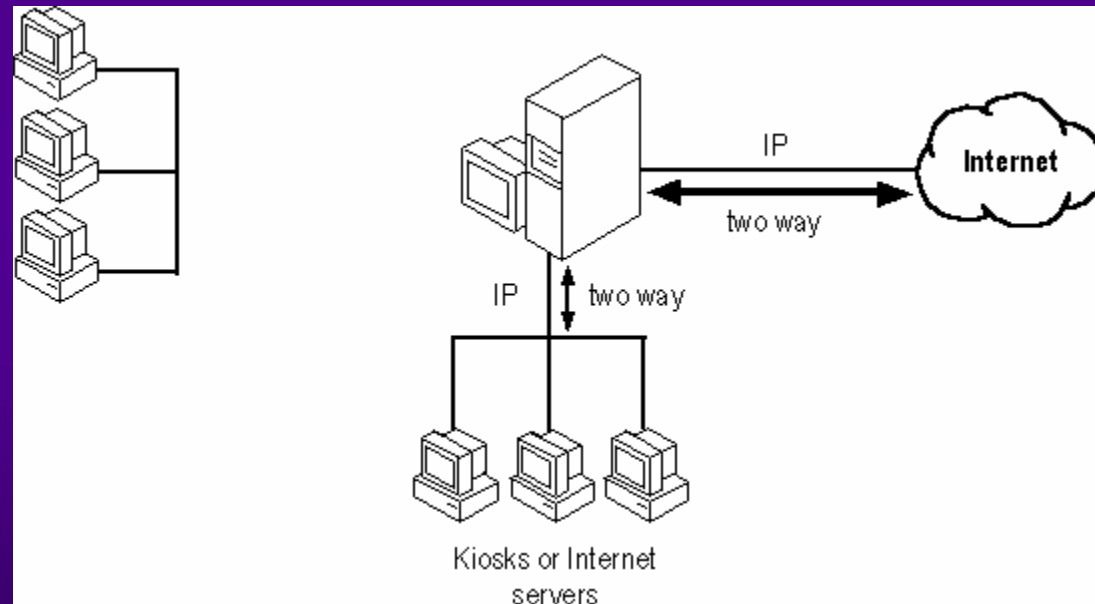 IP
Internet
two way
IP
two way
Kiosks or Internet
servers